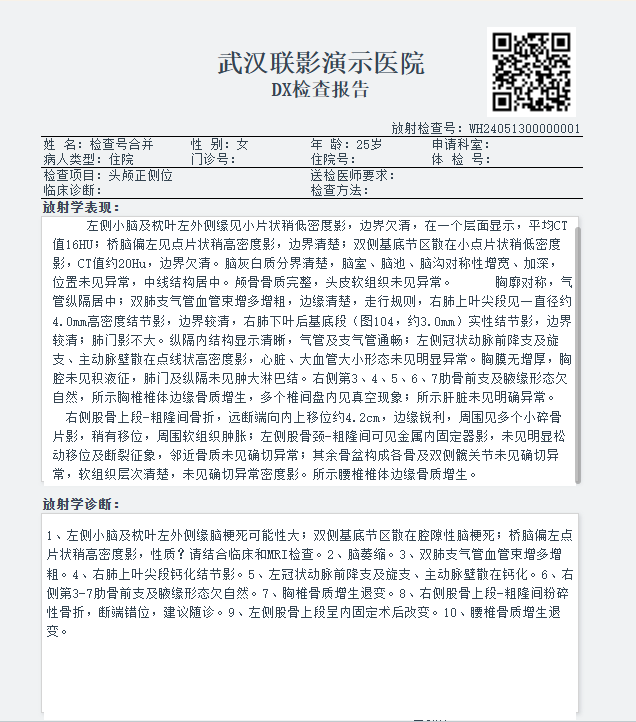 武汉联影演示医院
DX检查报告
放射检查号: WH24051300000001
姓 名: 检查号合并 性 别: 女 年 龄: 25岁 申请科室:
病人类型: 住院 门诊号: 住院号: 体 检 号:
检查项目: 头颅正侧位 送检医师要求:
临床诊断: 检查方法:
放射学表现:
左侧小脑及枕叶左外侧缘见小片状稍低密度影，边界欠清，在一个层面显示，平均CT
值16HU；桥脑偏左见点片状稍高密度影，边界清楚；双侧基底节区散在小点片状稍低密度
影，CT值约20Hu，边界欠清。脑灰白质分界清楚，脑室、脑池、脑沟对称性增宽、加深，
位置未见异常，中线结构居中。颅骨骨质完整，头皮软组织未见异常。 胸廓对称，气
管纵隔居中；双肺支气管血管束增多增粗，边缘清楚，走行规则，右肺上叶尖段见一直径约
4.0mm高密度结节影，边界较清，右肺下叶后基底段（图104，约3.0mm）实性结节影，边界
较清；肺门影不大。纵隔内结构显示清晰，气管及支气管通畅；左侧冠状动脉前降支及旋
支、主动脉壁散在点线状高密度影，心脏、大血管大小形态未见明显异常。胸膜无增厚，胸
腔未见积液征，肺门及纵隔未见肿大淋巴结。右侧第3、4、5、6、7肋骨前支及腋缘形态欠
自然，所示胸椎椎体边缘骨质增生，多个椎间盘内见真空现象；所示肝脏未见明确异常。
右侧股骨上段-粗隆间骨折，远断端向内上移位约4.2cm，边缘锐利，周围见多个小碎骨
片影，稍有移位，周围软组织肿胀；左侧股骨颈-粗隆间可见金属内固定器影，未见明显松
动移位及断裂征象，邻近骨质未见确切异常；其余骨盆构成各骨及双侧髋关节未见确切异
常，软组织层次清楚，未见确切异常密度影。所示腰椎椎体边缘骨质增生。
放射学诊断:
1、左侧小脑及枕叶左外侧缘脑梗死可能性大；双侧基底节区散在腔隙性脑梗死；桥脑偏左点
片状稍高密度影，性质？请结合临床和MRI检查。2、脑萎缩。3、双肺支气管血管束增多增
粗。4、右肺上叶尖段钙化结节影。5、左冠状动脉前降支及旋支、主动脉壁散在钙化。6、右
侧第3-7肋骨前支及腋缘形态欠自然。7、胸椎骨质增生退变。8、右侧股骨上段-粗隆间粉碎
性骨折，断端错位，建议随诊。9、左侧股骨上段呈内固定术后改变。10、腰椎骨质增生退
变。